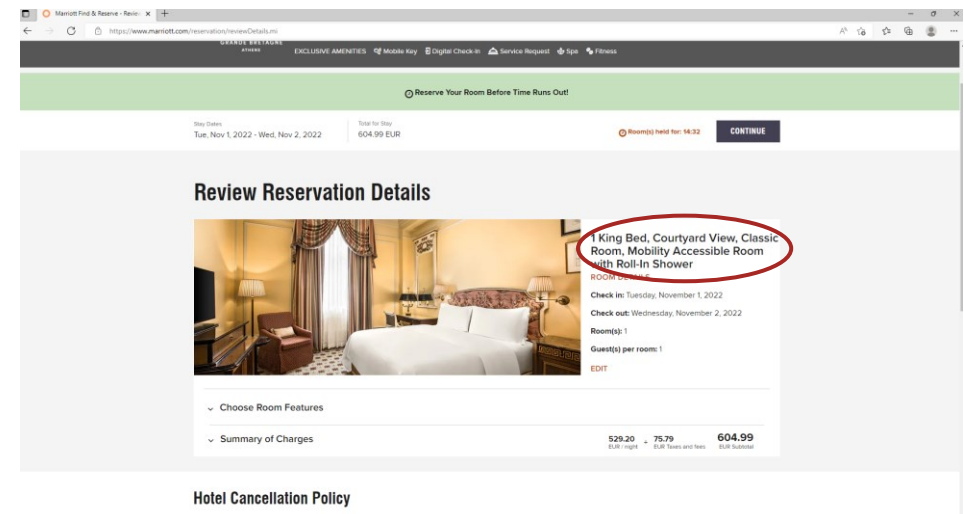 Marriott Find & Reserve - Review
https://www.marriott.com/reservation/reviewDetails.mi
GRANDE BRETAGNE
ATHENS
EXCLUSIVE AMENITIES Mobile Key Digital Check-In Service Request Spa Fitness
Reserve Your Room Before Time Runs Out!
Stay Dates Total for Stay
Tue, Nov 1, 2022 - Wed, Nov 2, 2022 604.99 EUR Room(s) held for: 14:32 CONTINUE
Review Reservation Details
1 King Bed, Courtyard View, Classic
Room, Mobility Accessible Room
with Roll-In Shower
ROOM DETAILS
Check in: Tuesday, November 1, 2022
Check out: Wednesday, November 2, 2022
Room(s): 1
Guest(s) per room: 1
EDIT
Choose Room Features
Summary of Charges 529.20 + 75.79 604.99
EUR / night EUR Taxes and fees EUR Subtotal
Hotel Cancellation Policy